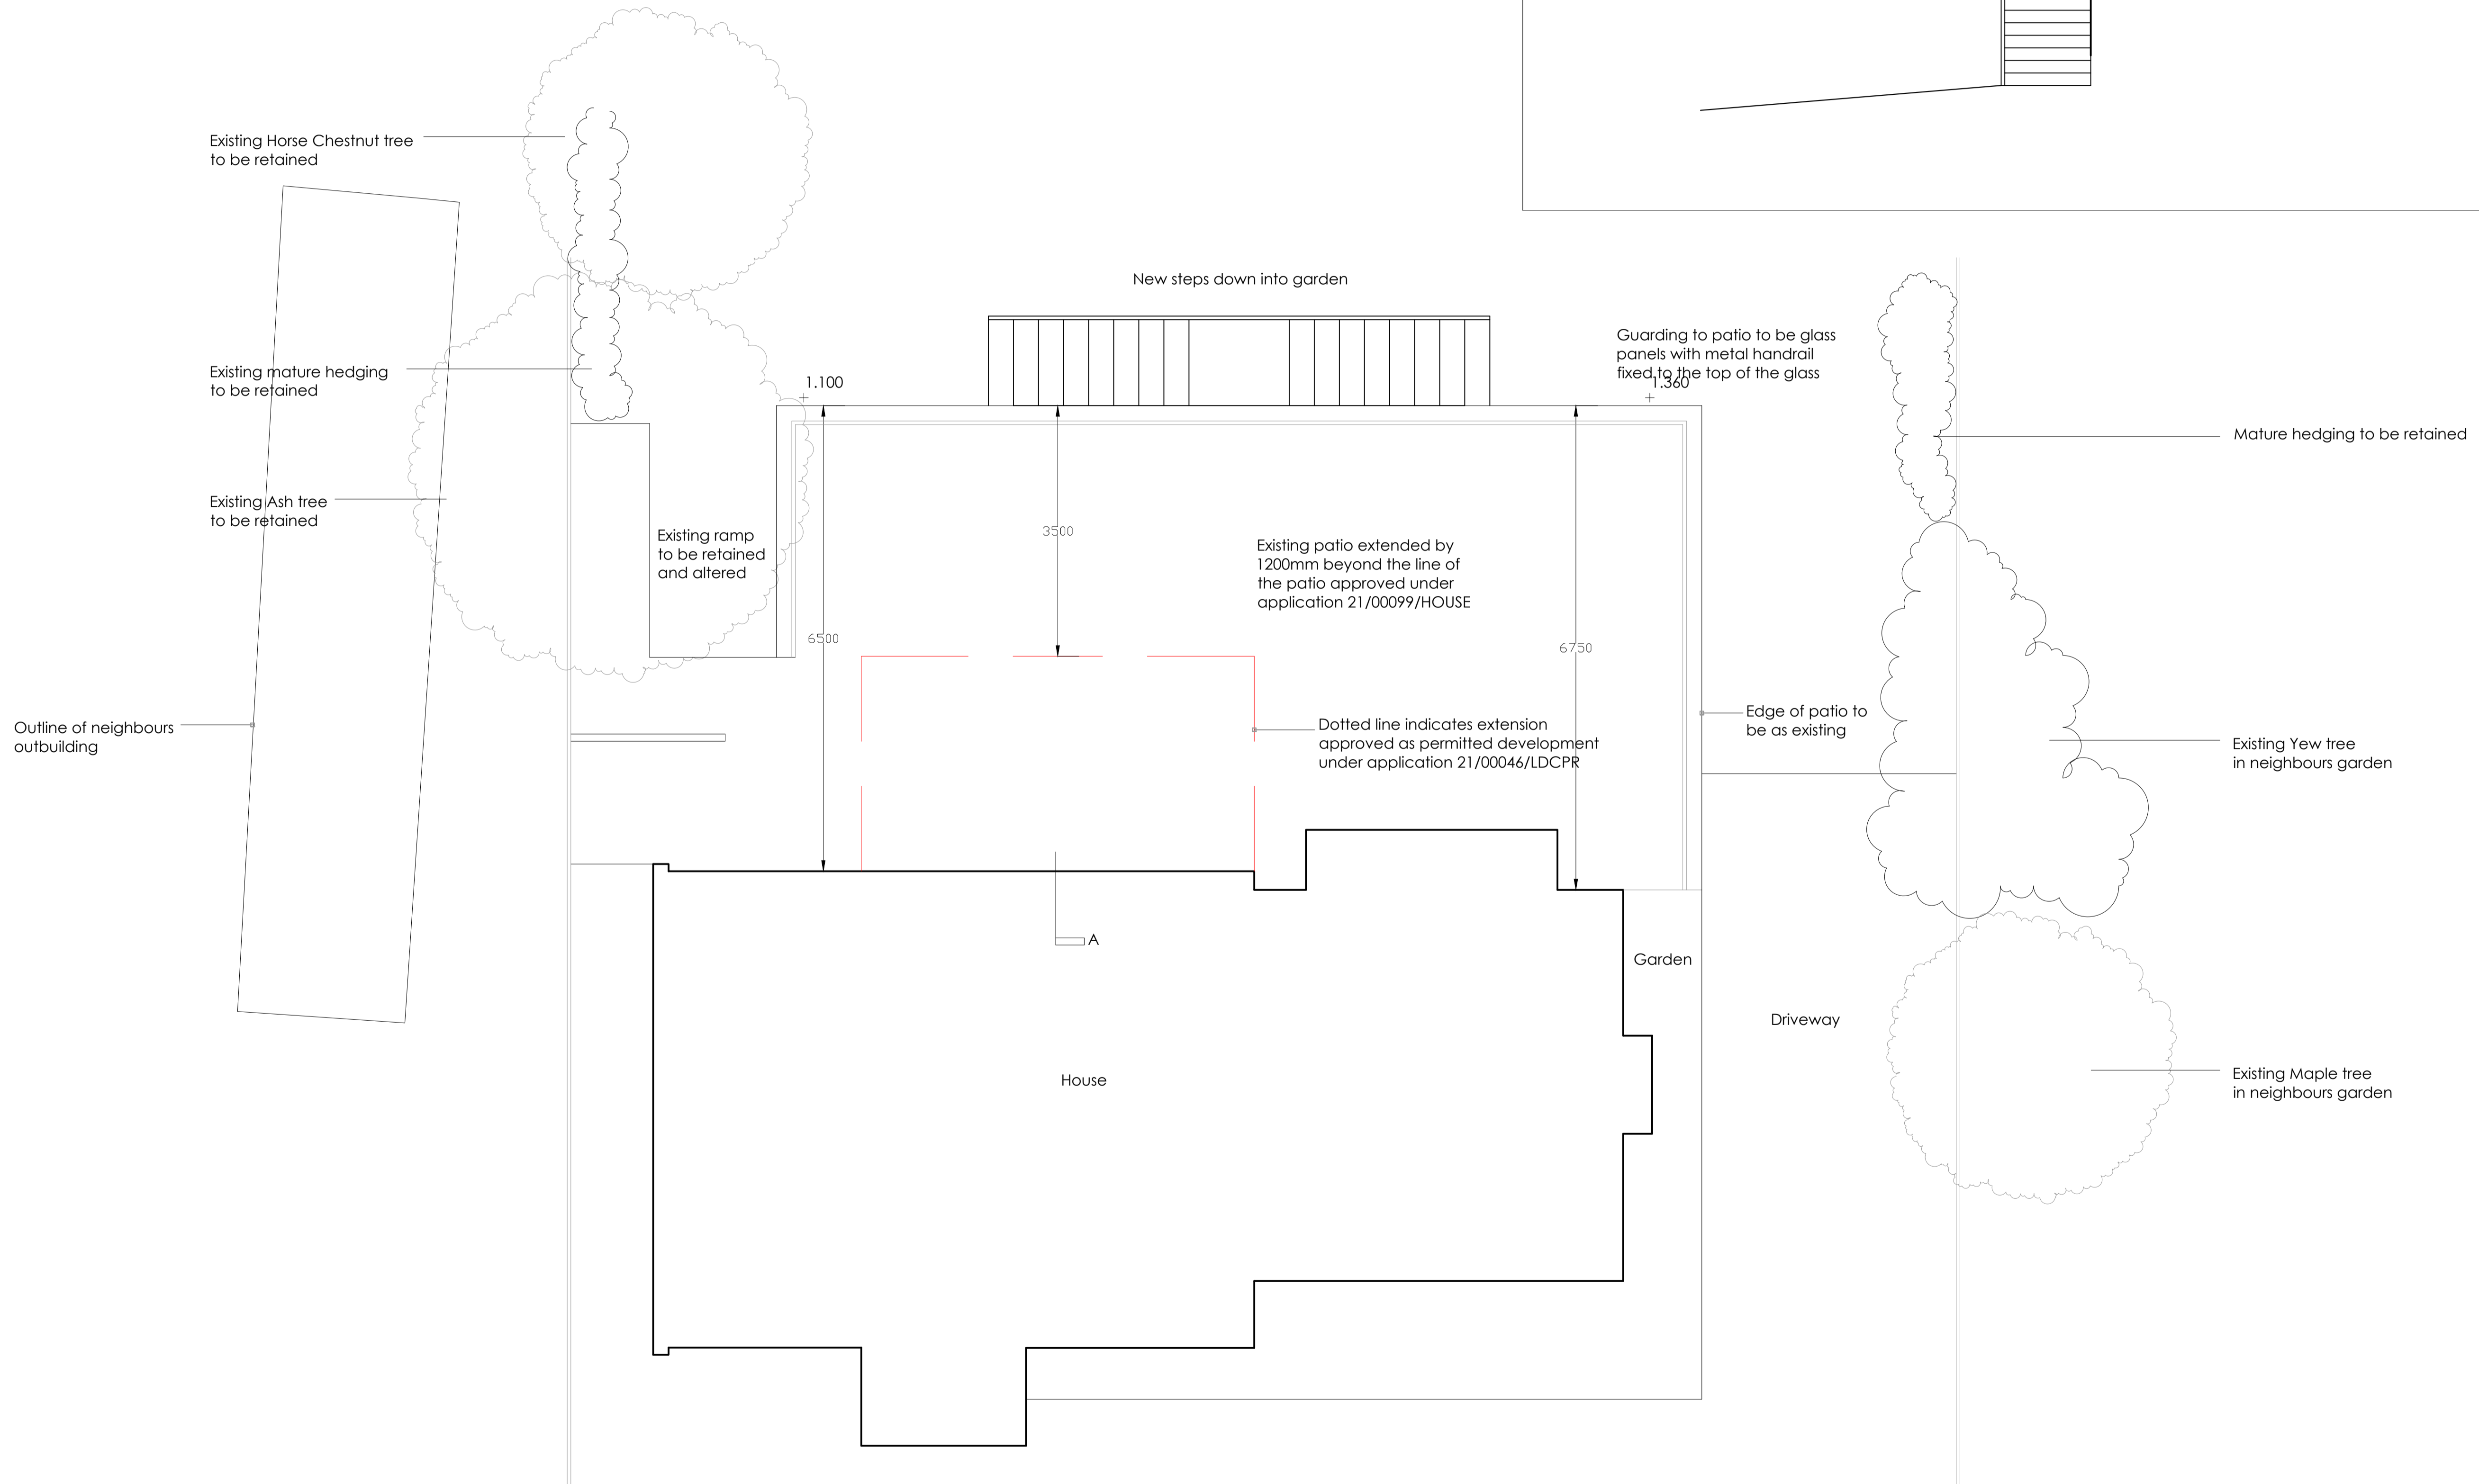 Existing Horse Chestnut tree
to be retained
New steps down into garden
Guarding to patio to be glass
panels with metal handrail
fixed to the top of the glass
Existing mature hedging
to be retained
1.100
1.360
Mature hedging to be retained
Existing Ash tree
to be retained
Existing ramp
to be retained
and altered
3500
Existing patio extended by
1200mm beyond the line of
the patio approved under
application 21/00099/HOUSE
6500
6750
Outline of neighbours
outbuilding
Dotted line indicates extension
approved as permitted development
under application 21/00046/LDCPR
Edge of patio to
be as existing
Existing Yew tree
in neighbours garden
A
Garden
Driveway
House
Existing Maple tree
in neighbours garden